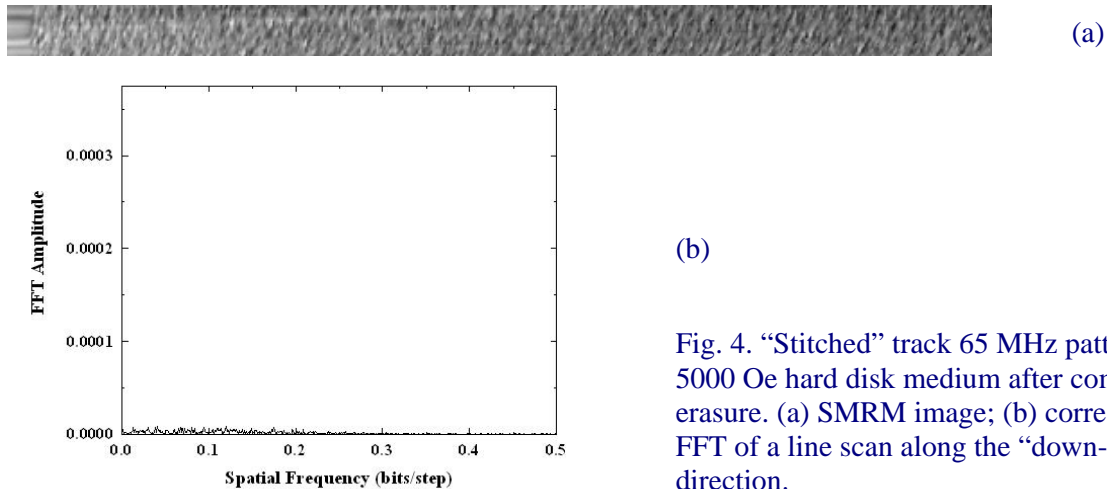 (a)
0.0003
0.0002
0.0001
0.0000
FFT Amplitude
0.0 0.1 0.2 0.3 0.4 0.5
Spatial Frequency (bits/step)
(b)
Fig. 4. “Stitched” track 65 MHz patt
5000 Oe hard disk medium after cor
erasure. (a) SMRM image; (b) corre
FFT of a line scan along the “down-
direction.